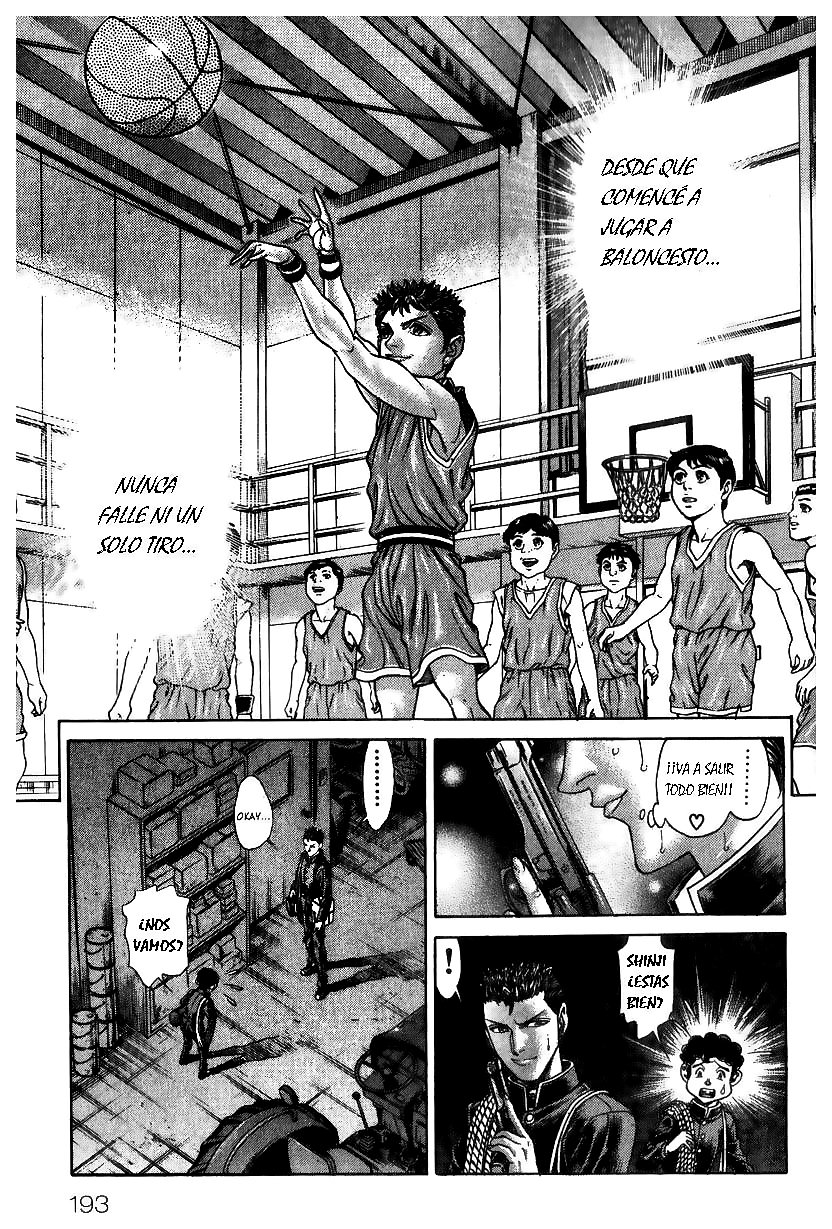 DESDE QUE
COMENCÉ A
JUGAR A
BALONCESTO...
NUNCA
FALLE NI UN
SOLO TIRO...
........
¡¡VA A SALIR
TODO BIEN!!
♡
!
SHINJI
¿ESTAS
BIEN?
........
OKAY...
¿NOS
VAMOS?
193